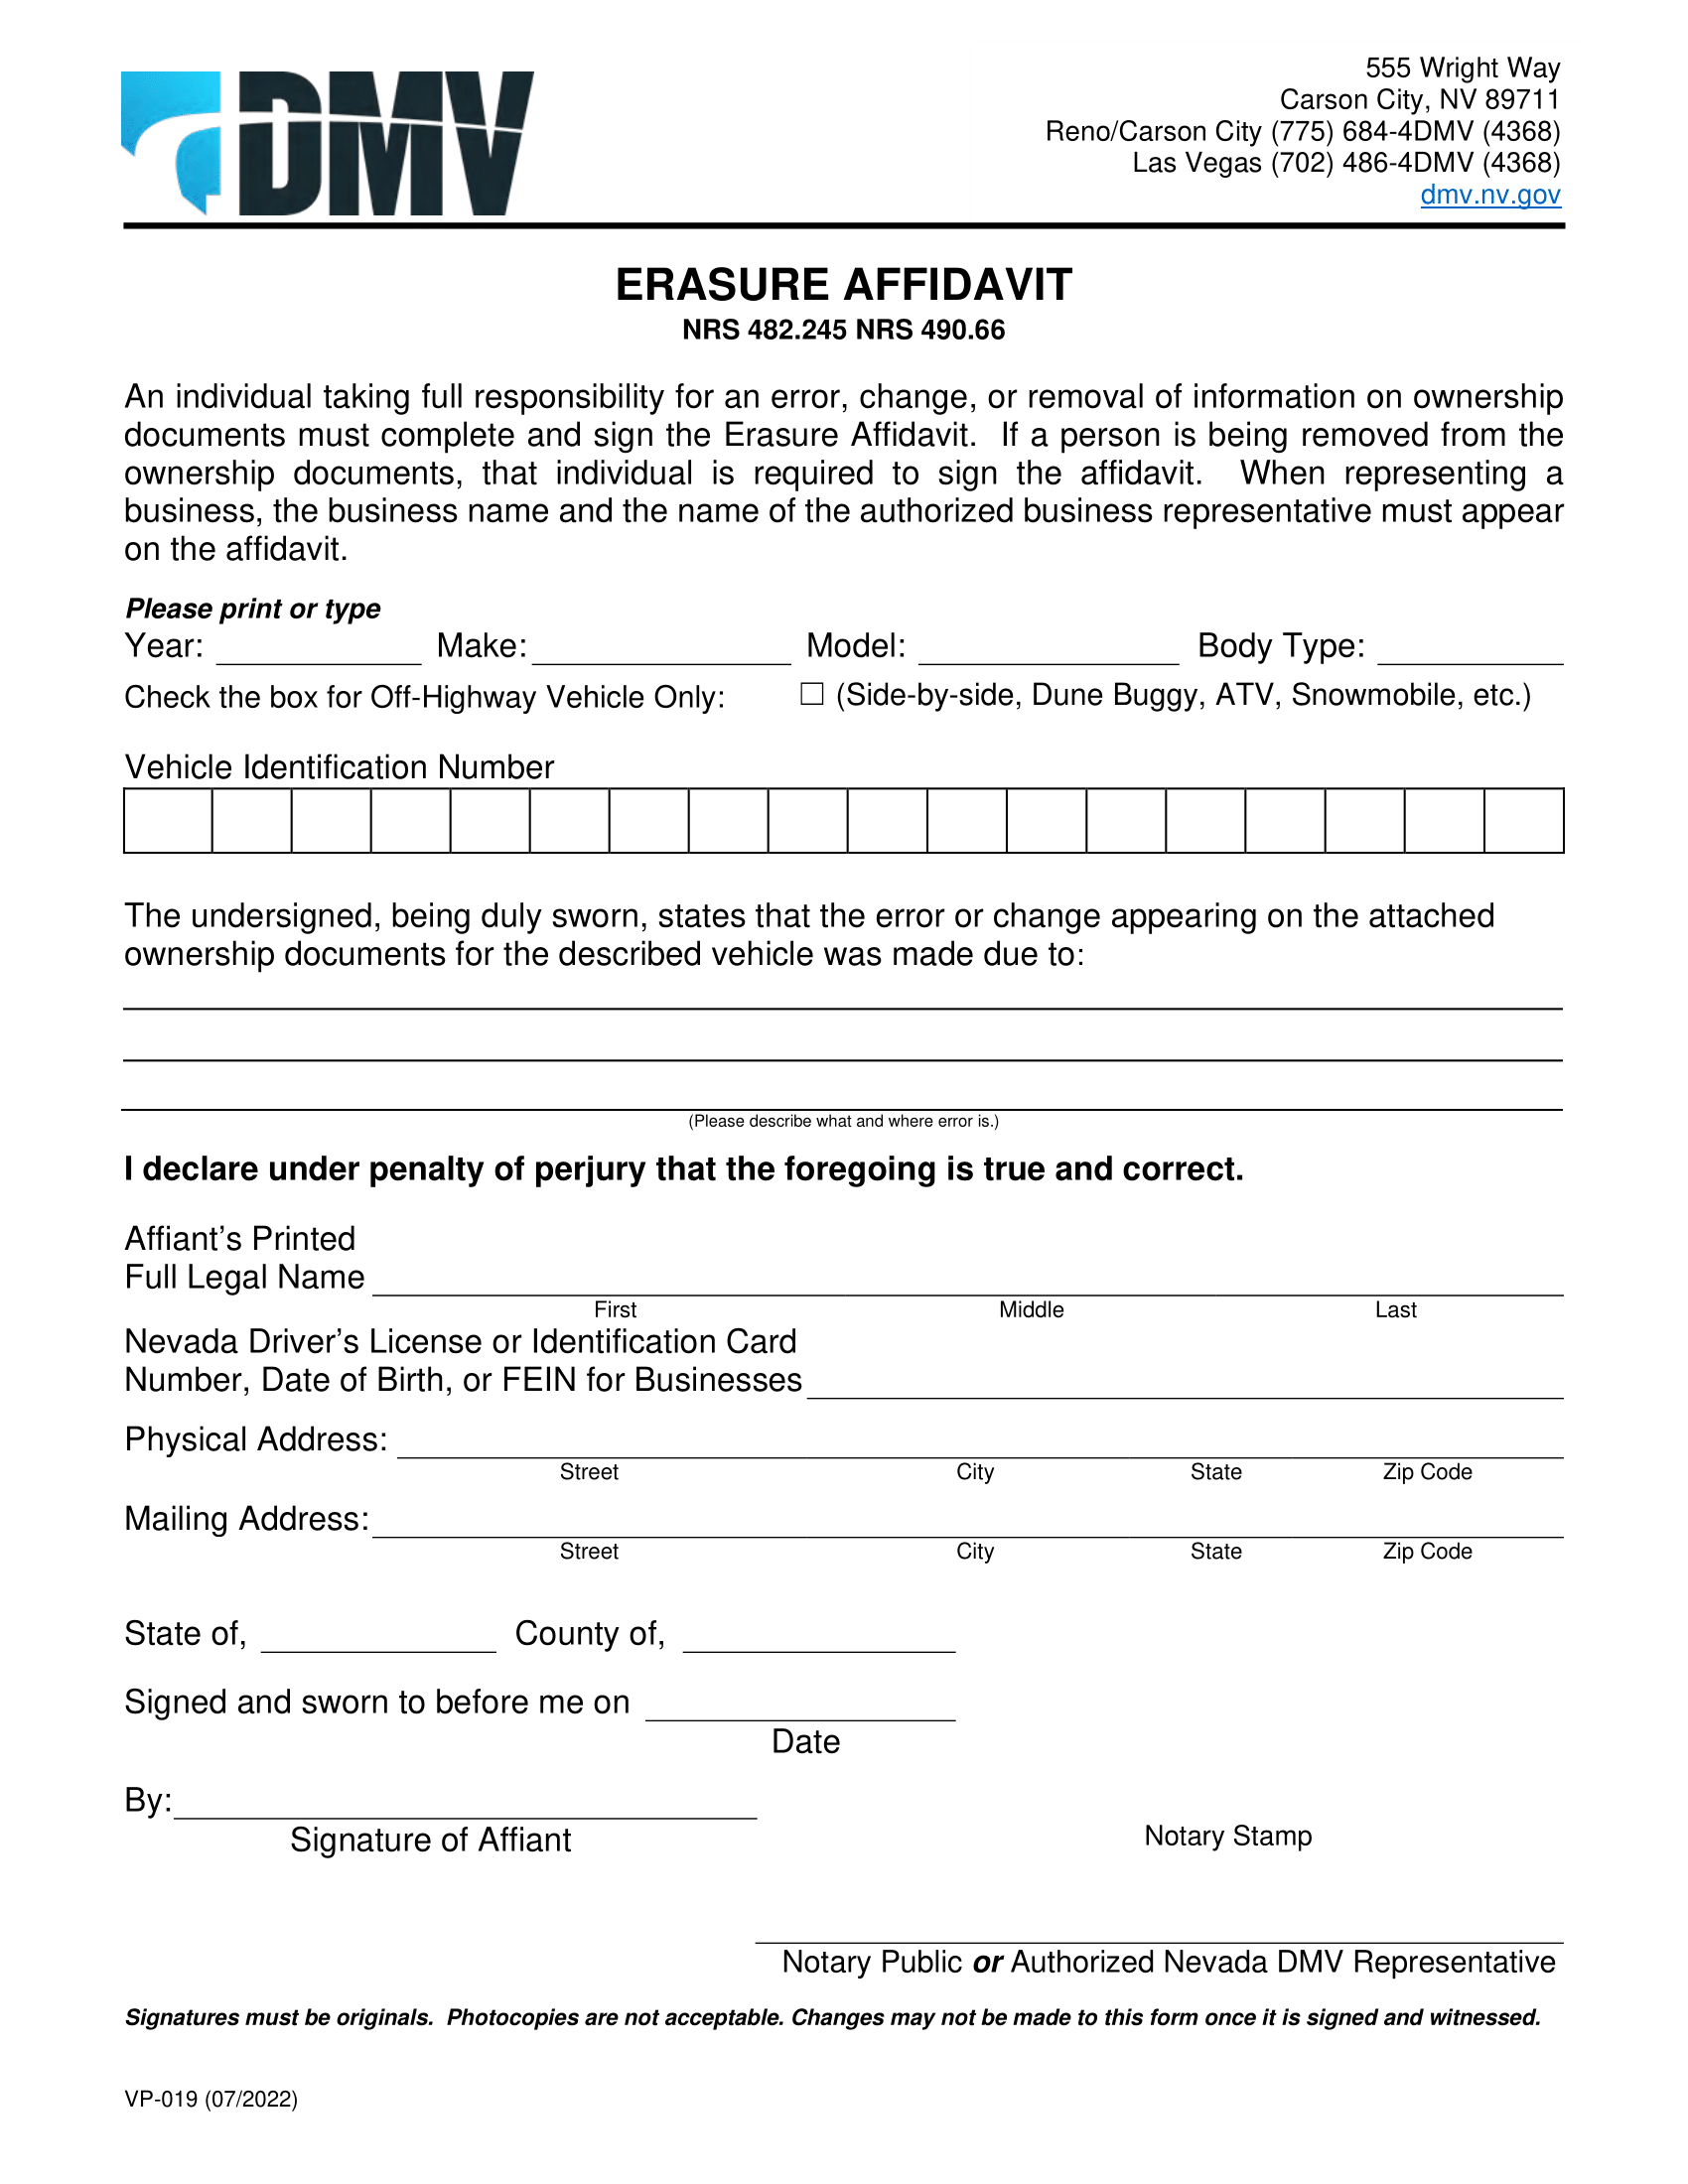 DMV
555 Wright Way
Carson City, NV 89711
Reno/Carson City (775) 684-4DMV (4368)
Las Vegas (702) 486-4DMV (4368)
dmv.nv.gov
ERASURE AFFIDAVIT
NRS 482.245 NRS 490.66
An individual taking full responsibility for an error, change, or removal of information on ownership
documents must complete and sign the Erasure Affidavit. If a person is being removed from the
ownership documents, that individual is required to sign the affidavit. When representing a
business, the business name and the name of the authorized business representative must appear
on the affidavit.
Please print or type
Year: Make: Model: Body Type:
Check the box for Off-Highway Vehicle Only: ☐ (Side-by-side, Dune Buggy, ATV, Snowmobile, etc.)
Vehicle Identification Number
The undersigned, being duly sworn, states that the error or change appearing on the attached
ownership documents for the described vehicle was made due to:
(Please describe what and where error is.)
I declare under penalty of perjury that the foregoing is true and correct.
Affiant’s Printed
Full Legal Name
First Middle Last
Nevada Driver’s License or Identification Card
Number, Date of Birth, or FEIN for Businesses
Physical Address:
Street City State Zip Code
Mailing Address:
Street City State Zip Code
State of, County of,
Signed and sworn to before me on
Date
By:
Signature of Affiant
Notary Stamp
Notary Public or Authorized Nevada DMV Representative
Signatures must be originals. Photocopies are not acceptable. Changes may not be made to this form once it is signed and witnessed.
VP-019 (07/2022)